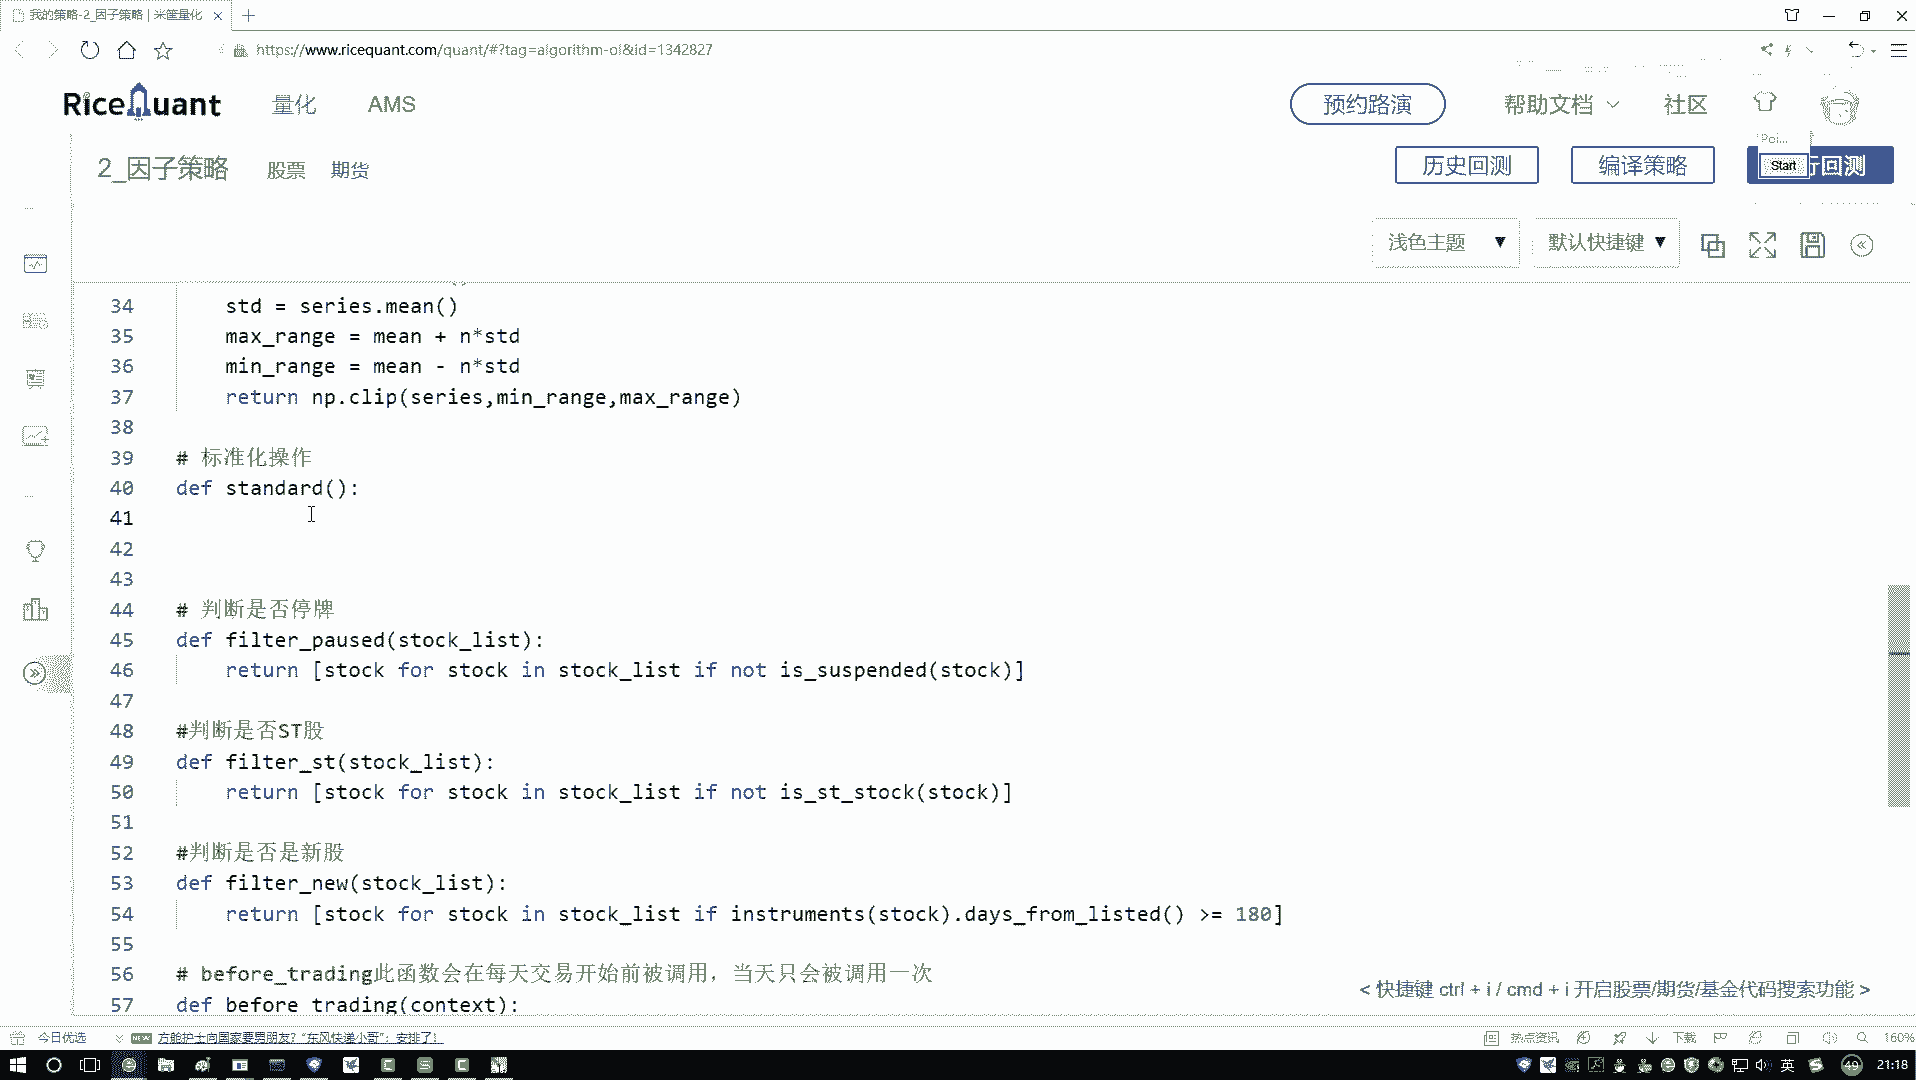 我的策略-2_因子策略 | 米筐量化
https://www.ricequant.com/quant/#?tag=algorithm-ol&id=1342827
RiceQuant 量化 AMS 预约路演 帮助文档 社区
Poi...
2_因子策略 股票 期货 历史回测 编译策略 Start 行回测
浅色主题 ▼ 默认快捷键 ▼
34 std = series.mean()
35 max_range = mean + n*std
36 min_range = mean - n*std
37 return np.clip(series,min_range,max_range)
38
39 # 标准化操作
40 def standard():
41
42
43
44 # 判断是否停牌
45 def filter_paused(stock_list):
46 return [stock for stock in stock_list if not is_suspended(stock)]
47
48 #判断是否ST股
49 def filter_st(stock_list):
50 return [stock for stock in stock_list if not is_st_stock(stock)]
51
52 #判断是否是新股
53 def filter_new(stock_list):
54 return [stock for stock in stock_list if instruments(stock).days_from_listed() >= 180]
55
56 # before_trading此函数会在每天交易开始前被调用，当天只会被调用一次
57 def before_trading(context):
< 快捷键 ctrl + i / cmd + i 开启股票/期货/基金代码搜索功能 >
今日优选 NEW 方舱护士向国家要男朋友？“东风快递小哥”：安排了！ 热点资讯 下载 160%
英 49 21:18